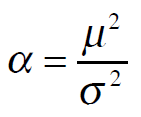 α = μ² / σ²